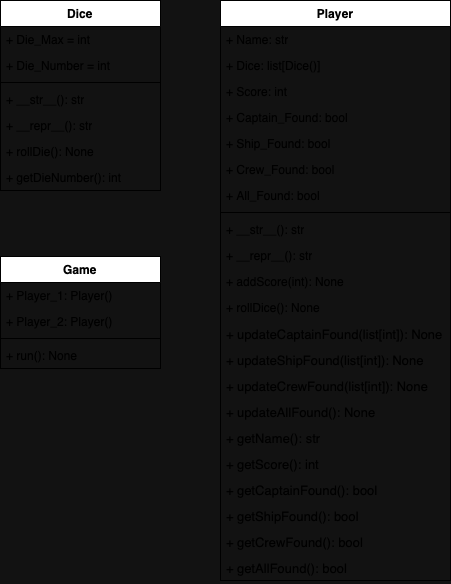 Dice
+ Die_Max = int
+ Die_Number = int
+ __str__(): str
+ __repr__(): str
+ rollDie(): None
+ getDieNumber(): int
Game
+ Player_1: Player()
+ Player_2: Player()
+ run(): None
Player
+ Name: str
+ Dice: list[Dice()]
+ Score: int
+ Captain_Found: bool
+ Ship_Found: bool
+ Crew_Found: bool
+ All_Found: bool
+ __str__(): str
+ __repr__(): str
+ addScore(int): None
+ rollDice(): None
+ updateCaptainFound(list[int]): None
+ updateShipFound(list[int]): None
+ updateCrewFound(list[int]): None
+ updateAllFound(): None
+ getName(): str
+ getScore(): int
+ getCaptainFound(): bool
+ getShipFound(): bool
+ getCrewFound(): bool
+ getAllFound(): bool